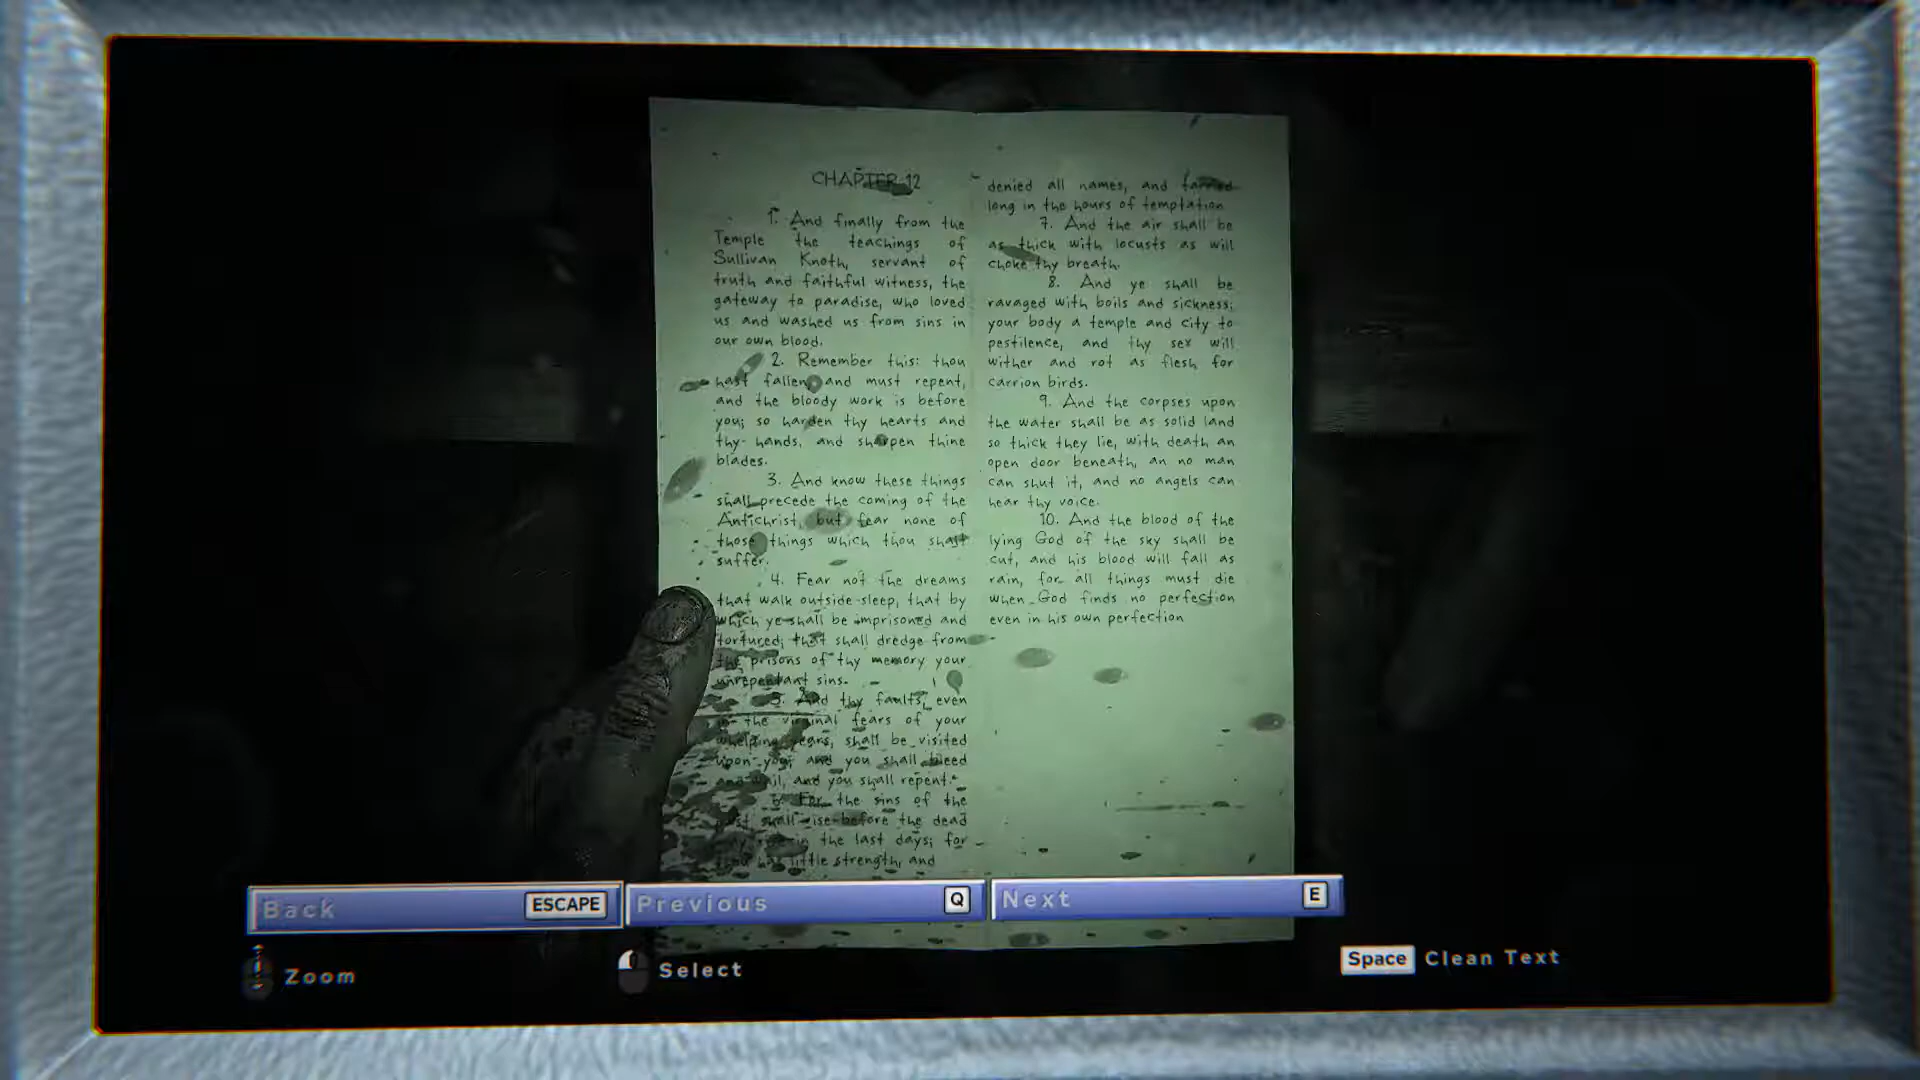 CHAPTER 12
1. And finally from the
Temple the teachings of
Sullivan Knoth, servant of
truth and faithful witness, the
gateway to paradise, who loved
us and washed us from sins in
our own blood.
2. Remember this: thou
hast fallen, and must repent,
and the bloody work is before
you; so harden thy hearts and
thy hands, and sharpen thine
blades.
3. And know these things
shall precede the coming of the
Antichrist, but fear none of
those things which thou shalt
suffer.
4. Fear not the dreams
that walk outside sleep, that by
which ye shall be imprisoned and
tortured; that shall dredge from
the prisons of thy memory your
unrepentant sins.
5. And thy faults, even
in the virginal fears of your
whelping years, shall be visited
upon you; and you shall bleed
and wail, and you shall repent.
6. For the sins of the
past shall rise before the dead
in the last days; for
thou has little strength, and
denied all names, and tarried
long in the hours of temptation
7. And the air shall be
as thick with locusts as will
choke thy breath.
8. And ye shall be
ravaged with boils and sickness;
your body a temple and city to
pestilence, and thy sex will
wither and rot as flesh for
carrion birds.
9. And the corpses upon
the water shall be as solid land
so thick they lie, with death an
open door beneath, an no man
can shut it, and no angels can
hear thy voice.
10. And the blood of the
lying God of the sky shall be
cut, and his blood will fall as
rain, for all things must die
when God finds no perfection
even in his own perfection
Back ESCAPE Previous Q Next E
Zoom Select Space Clean Text